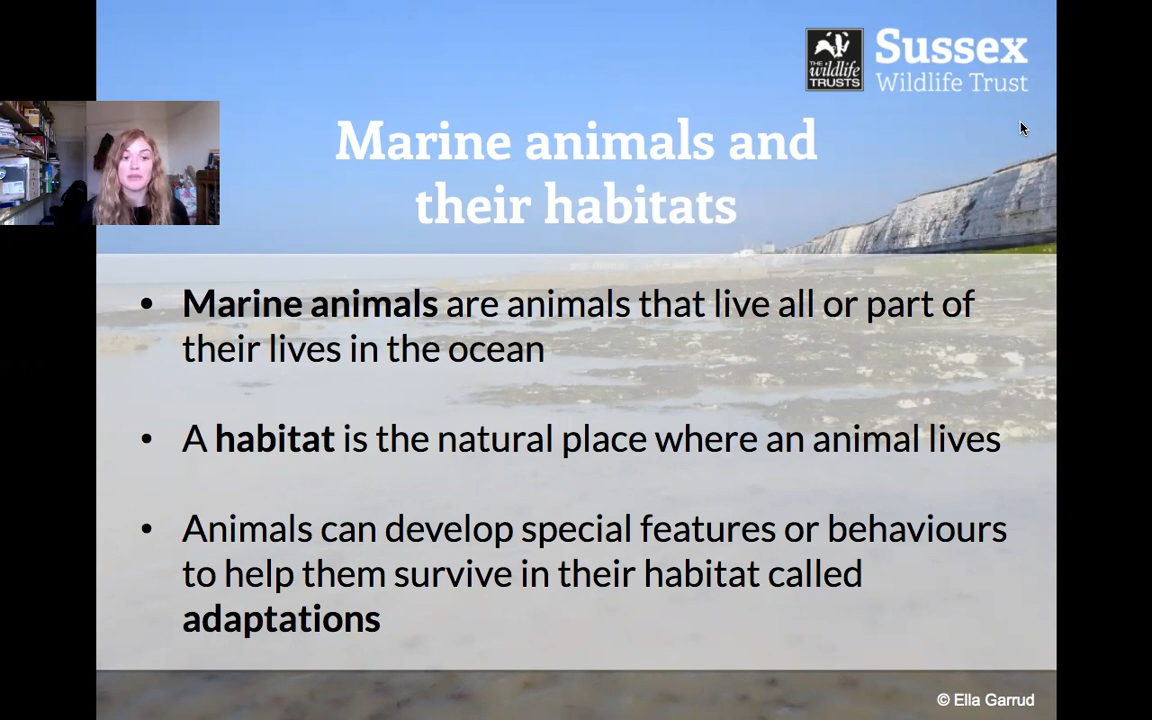 THE
wildlife
TRUSTS
Sussex
Wildlife Trust
Marine animals and
their habitats
• Marine animals are animals that live all or part of
their lives in the ocean
• A habitat is the natural place where an animal lives
• Animals can develop special features or behaviours
to help them survive in their habitat called
adaptations
© Ella Garrud